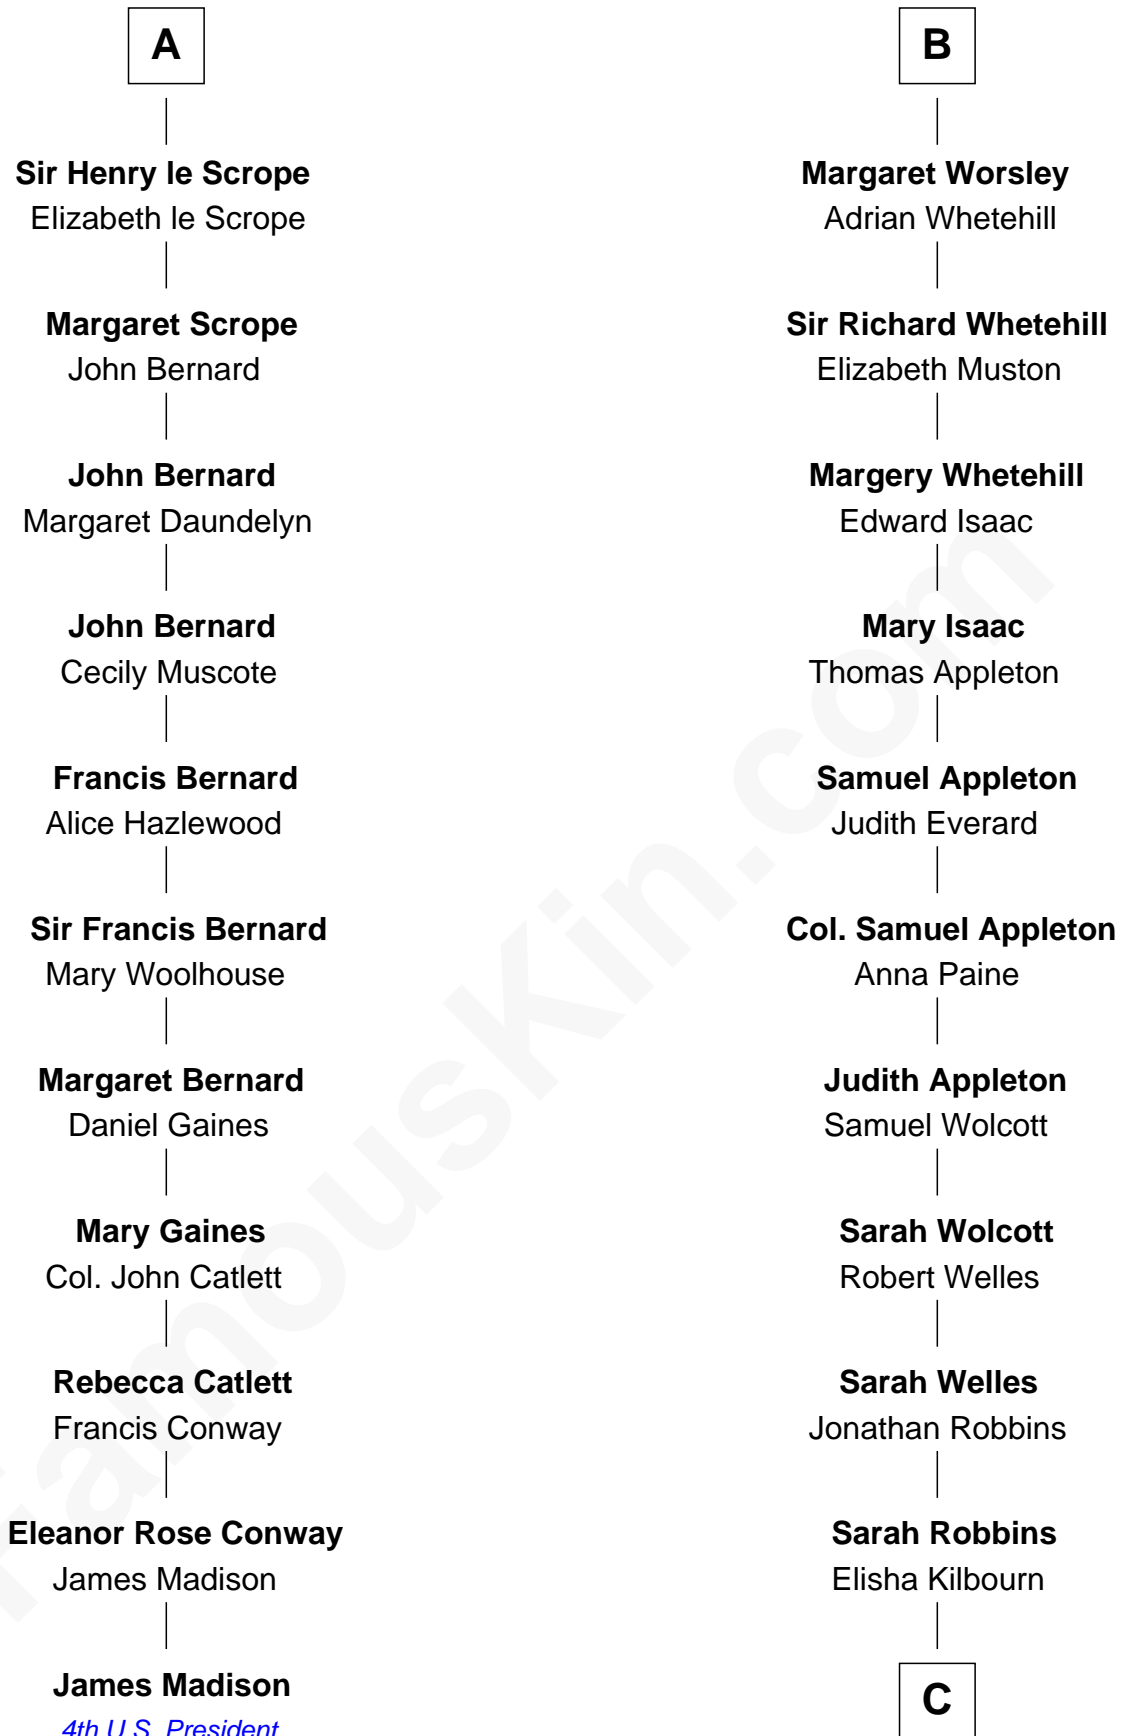 A
Sir Henry le Scrope
Elizabeth le Scrope
Margaret Scrope
John Bernard
John Bernard
Margaret Daundelyn
John Bernard
Cecily Muscote
Francis Bernard
Alice Hazlewood
Sir Francis Bernard
Mary Woolhouse
Margaret Bernard
Daniel Gaines
Mary Gaines
Col. John Catlett
Rebecca Catlett
Francis Conway
Eleanor Rose Conway
James Madison
James Madison
4th U.S. President
B
Margaret Worsley
Adrian Whetehill
Sir Richard Whetehill
Elizabeth Muston
Margery Whetehill
Edward Isaac
Mary Isaac
Thomas Appleton
Samuel Appleton
Judith Everard
Col. Samuel Appleton
Anna Paine
Judith Appleton
Samuel Wolcott
Sarah Wolcott
Robert Welles
Sarah Welles
Jonathan Robbins
Sarah Robbins
Elisha Kilbourn
C
FamousKin.com